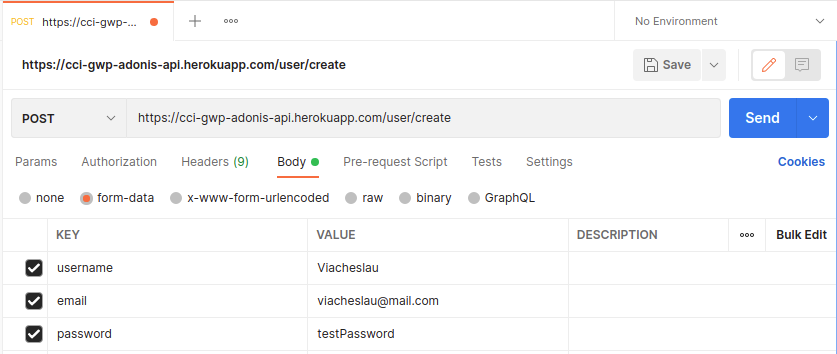 POST https://cci-gwp-... No Environment
https://cci-gwp-adonis-api.herokuapp.com/user/create Save
POST https://cci-gwp-adonis-api.herokuapp.com/user/create Send
Params Authorization Headers (9) Body Pre-request Script Tests Settings Cookies
none form-data x-www-form-urlencoded raw binary GraphQL
KEY VALUE DESCRIPTION Bulk Edit
username Viacheslau
email viacheslau@mail.com
password testPassword